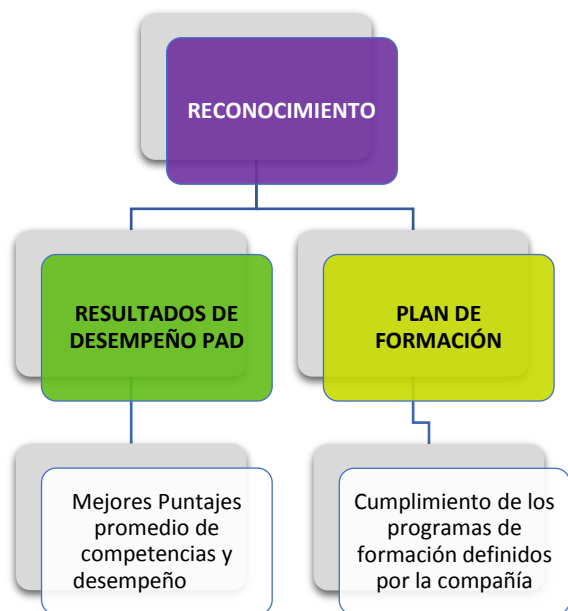 RECONOCIMIENTO
RESULTADOS DE
DESEMPEÑO PAD
PLAN DE
FORMACIÓN
Mejores Puntajes
promedio de
competencias y
desempeño
Cumplimiento de los
programas de
formación definidos
por la compañía